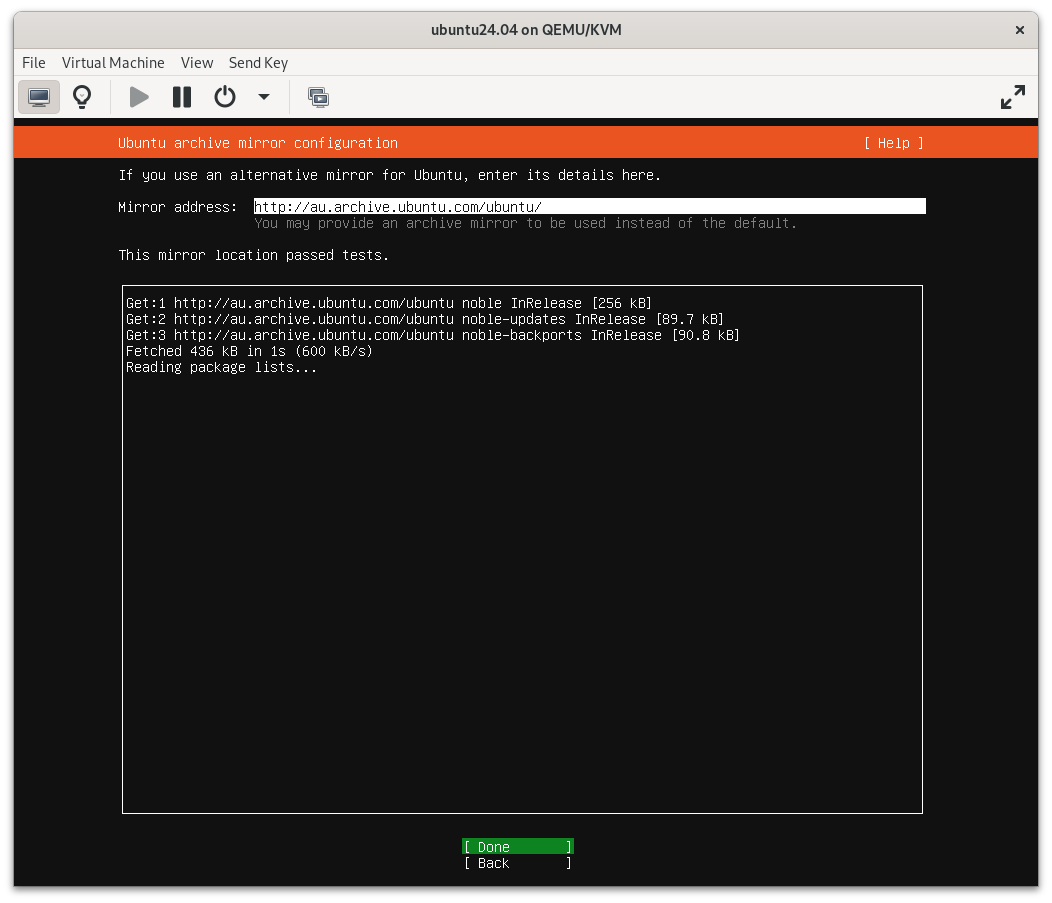 ubuntu24.04 on QEMU/KVM
File Virtual Machine View Send Key
Ubuntu archive mirror configuration [ Help ]
If you use an alternative mirror for Ubuntu, enter its details here.
Mirror address: http://au.archive.ubuntu.com/ubuntu/
You may provide an archive mirror to be used instead of the default.
This mirror location passed tests.
Get:1 http://au.archive.ubuntu.com/ubuntu noble InRelease [256 kB]
Get:2 http://au.archive.ubuntu.com/ubuntu noble-updates InRelease [89.7 kB]
Get:3 http://au.archive.ubuntu.com/ubuntu noble-backports InRelease [90.8 kB]
Fetched 436 kB in 1s (600 kB/s)
Reading package lists...
[ Done ]
[ Back ]